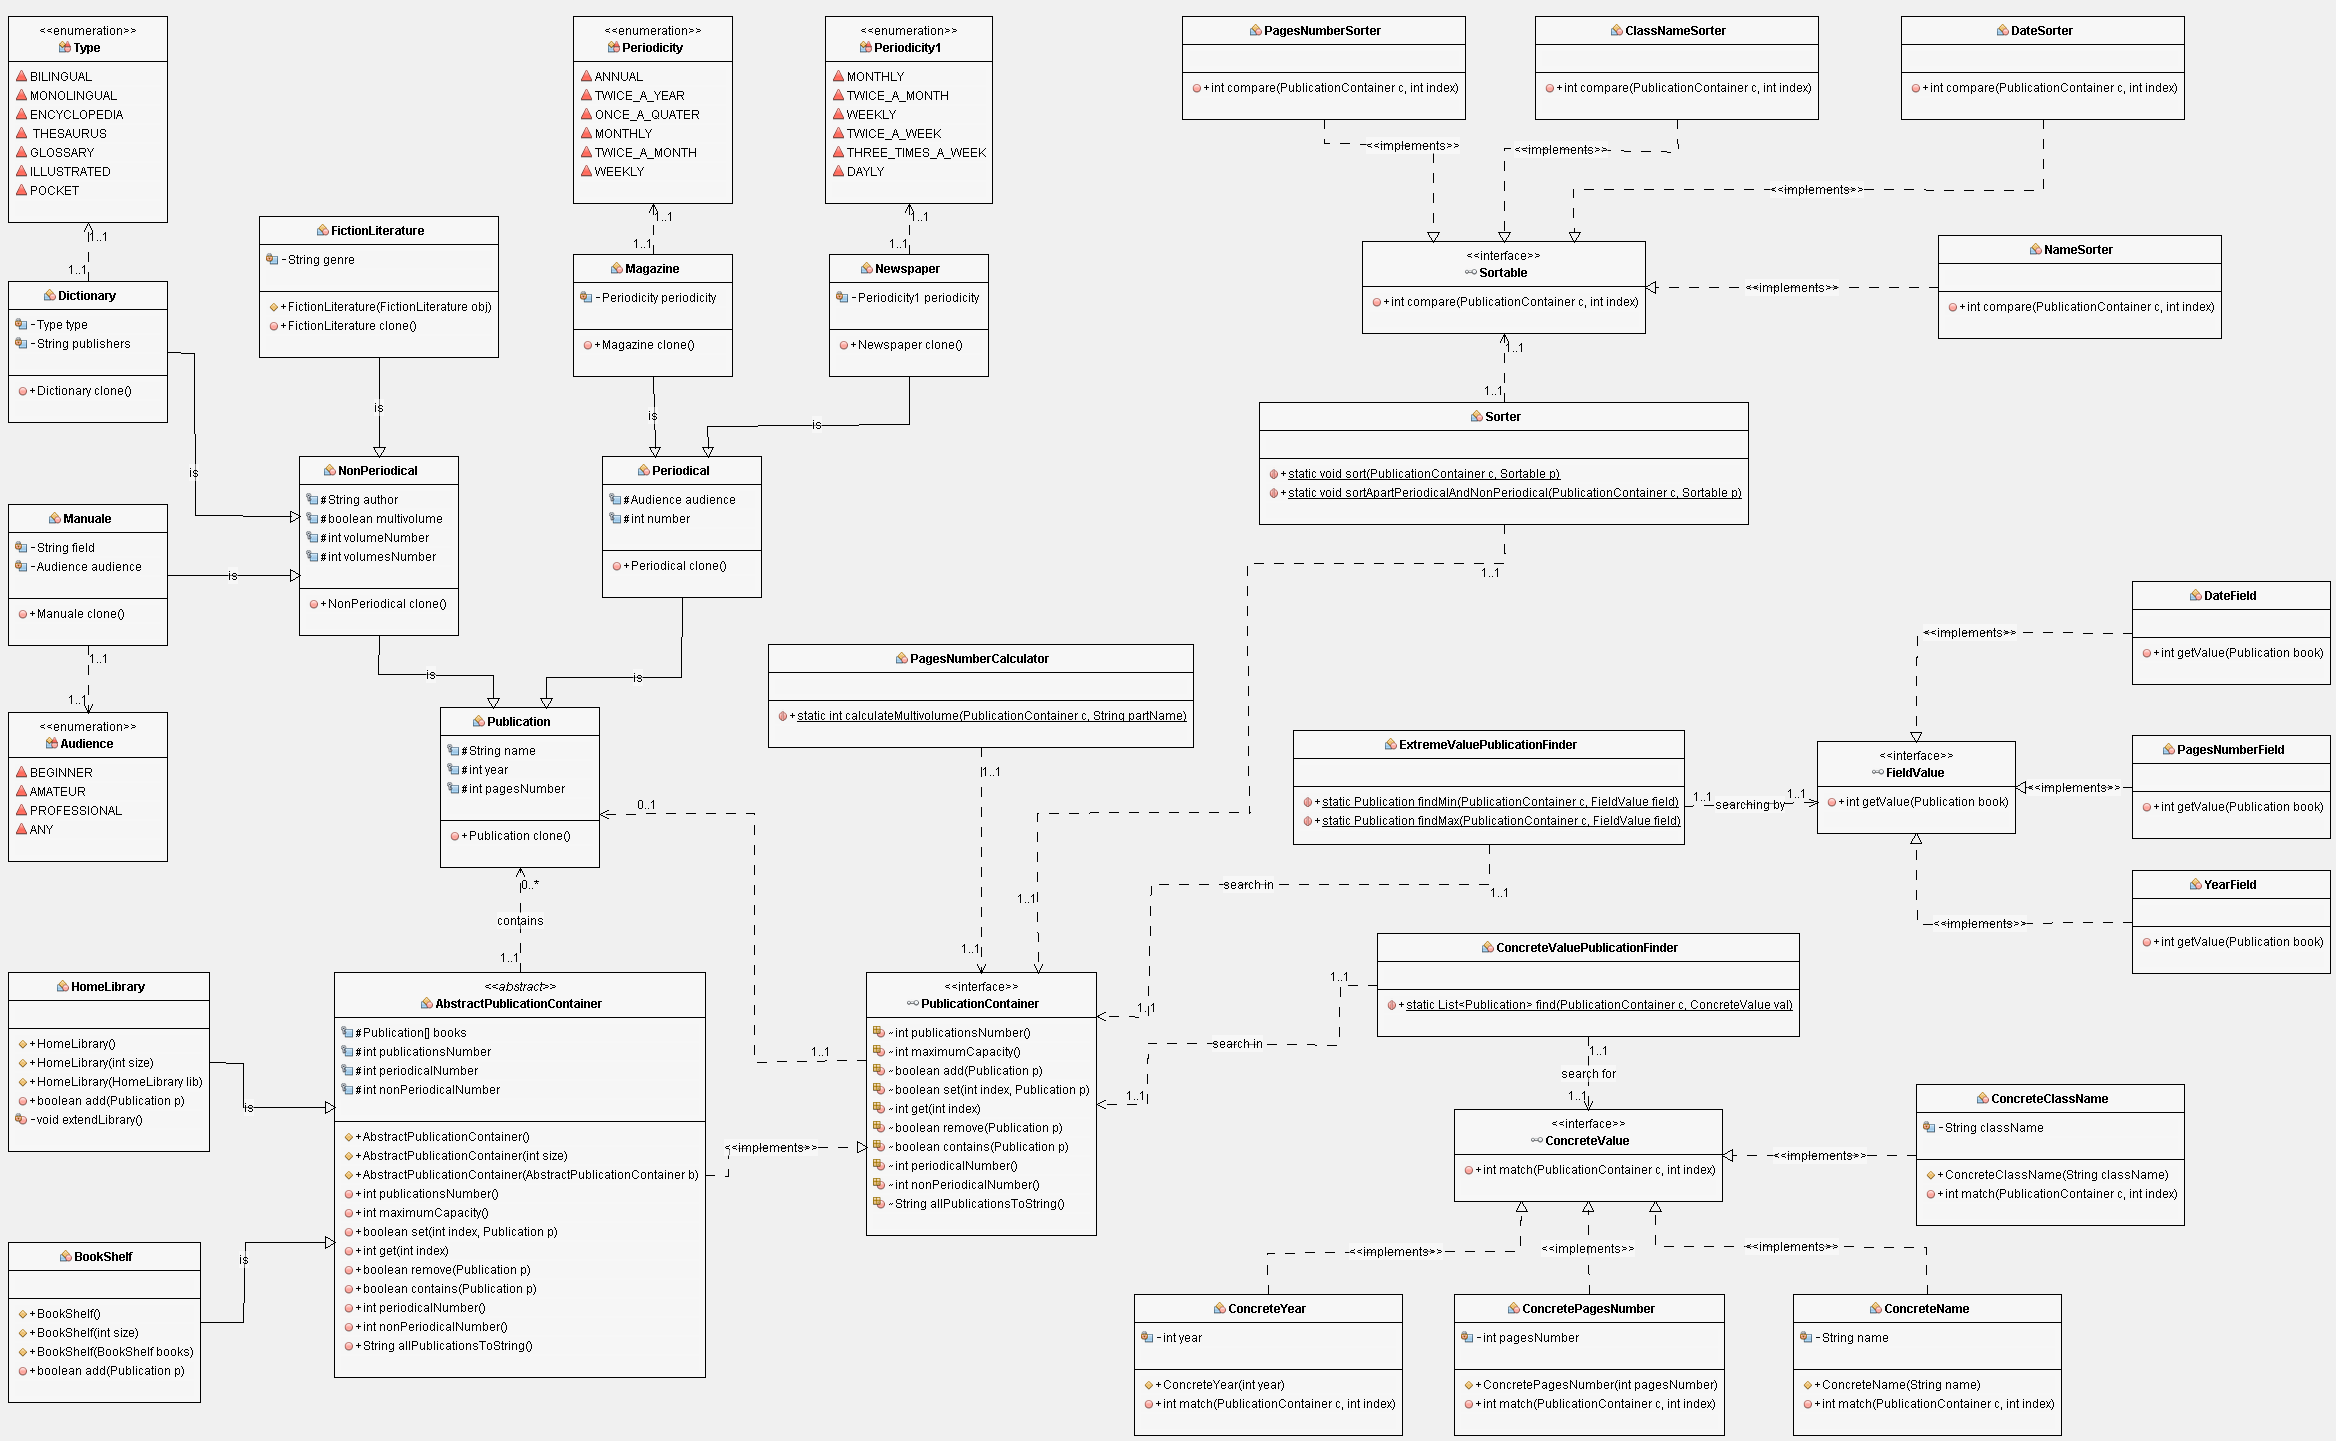 <<enumeration>>
Type
BILINGUAL
MONOLINGUAL
ENCYCLOPEDIA
THESAURUS
GLOSSARY
ILLUSTRATED
POCKET
1..1
1..1
Dictionary
-Type type
-String publishers
+Dictionary clone()
is
FictionLiterature
-String genre
+FictionLiterature(FictionLiterature obj)
+FictionLiterature clone()
is
<<enumeration>>
Periodicity
ANNUAL
TWICE_A_YEAR
ONCE_A_QUATER
MONTHLY
TWICE_A_MONTH
WEEKLY
1..1
1..1
Magazine
-Periodicity periodicity
+Magazine clone()
is
<<enumeration>>
Periodicity1
MONTHLY
TWICE_A_MONTH
WEEKLY
TWICE_A_WEEK
THREE_TIMES_A_WEEK
DAYLY
1..1
1..1
Newspaper
-Periodicity1 periodicity
+Newspaper clone()
is
PagesNumberSorter
+int compare(PublicationContainer c, int index)
<<implements>>
ClassNameSorter
+int compare(PublicationContainer c, int index)
<<implements>>
DateSorter
+int compare(PublicationContainer c, int index)
<<implements>>
<<interface>>
Sortable
+int compare(PublicationContainer c, int index)
<<implements>>
NameSorter
+int compare(PublicationContainer c, int index)
1..1
1..1
Sorter
+static void sort(PublicationContainer c, Sortable p)
+static void sortApartPeriodicalAndNonPeriodical(PublicationContainer c, Sortable p)
1..1
1..1
Manuale
-String field
-Audience audience
+Manuale clone()
is
1..1
1..1
<<enumeration>>
Audience
BEGINNER
AMATEUR
PROFESSIONAL
ANY
NonPeriodical
#String author
#boolean multivolume
#int volumeNumber
#int volumesNumber
+NonPeriodical clone()
is
Periodical
#Audience audience
#int number
+Periodical clone()
is
Publication
#String name
#int year
#int pagesNumber
+Publication clone()
0..1
1..1
0..*
contains
1..1
PagesNumberCalculator
+static int calculateMultivolume(PublicationContainer c, String partName)
1..1
1..1
ExtremeValuePublicationFinder
+static Publication findMin(PublicationContainer c, FieldValue field)
+static Publication findMax(PublicationContainer c, FieldValue field)
1..1
searching by
1..1
search in
1..1
1..1
<<interface>>
FieldValue
+int getValue(Publication book)
DateField
+int getValue(Publication book)
<<implements>>
PagesNumberField
+int getValue(Publication book)
<<implements>>
YearField
+int getValue(Publication book)
<<implements>>
HomeLibrary
+HomeLibrary()
+HomeLibrary(int size)
+HomeLibrary(HomeLibrary lib)
+boolean add(Publication p)
-void extendLibrary()
is
BookShelf
+BookShelf()
+BookShelf(int size)
+BookShelf(BookShelf books)
+boolean add(Publication p)
is
<<abstract>>
AbstractPublicationContainer
#Publication[] books
#int publicationsNumber
#int periodicalNumber
#int nonPeriodicalNumber
+AbstractPublicationContainer()
+AbstractPublicationContainer(int size)
+AbstractPublicationContainer(AbstractPublicationContainer b)
+int publicationsNumber()
+int maximumCapacity()
+boolean set(int index, Publication p)
+int get(int index)
+boolean remove(Publication p)
+boolean contains(Publication p)
+int periodicalNumber()
+int nonPeriodicalNumber()
+String allPublicationsToString()
<<implements>>
<<interface>>
PublicationContainer
~int publicationsNumber()
~int maximumCapacity()
~boolean add(Publication p)
~boolean set(int index, Publication p)
~int get(int index)
~boolean remove(Publication p)
~boolean contains(Publication p)
~int periodicalNumber()
~int nonPeriodicalNumber()
~String allPublicationsToString()
ConcreteValuePublicationFinder
+static List<Publication> find(PublicationContainer c, ConcreteValue val)
1..1
search in
1..1
1..1
search for
1..1
<<interface>>
ConcreteValue
+int match(PublicationContainer c, int index)
<<implements>>
ConcreteClassName
-String className
+ConcreteClassName(String className)
+int match(PublicationContainer c, int index)
<<implements>>
<<implements>>
<<implements>>
ConcreteYear
-int year
+ConcreteYear(int year)
+int match(PublicationContainer c, int index)
ConcretePagesNumber
-int pagesNumber
+ConcretePagesNumber(int pagesNumber)
+int match(PublicationContainer c, int index)
ConcreteName
-String name
+ConcreteName(String name)
+int match(PublicationContainer c, int index)